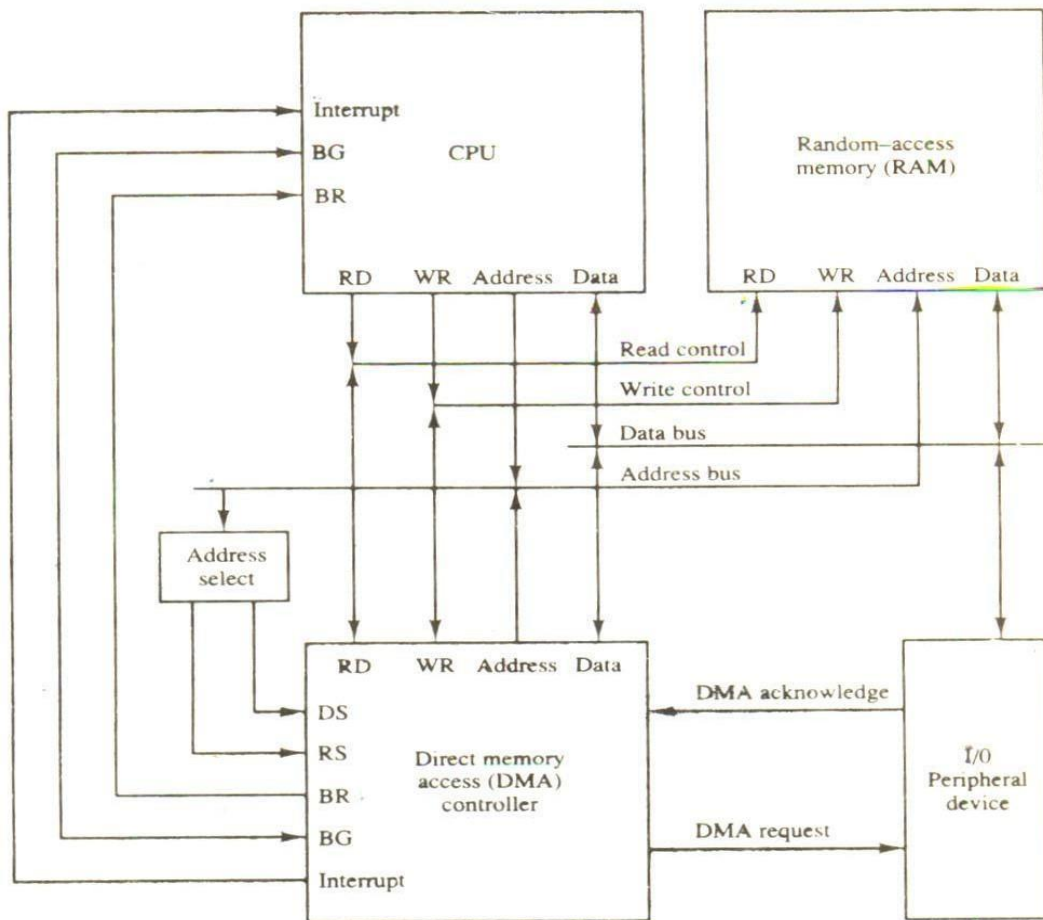 Interrupt
BG
CPU
BR
RD WR Address Data
Random-access
memory (RAM)
RD WR Address Data
Read control
Write control
Data bus
Address bus
Address
select
RD WR Address Data
DS
RS
BR
BG
Interrupt
Direct memory
access (DMA)
controller
DMA acknowledge
DMA request
I/0
Peripheral
device